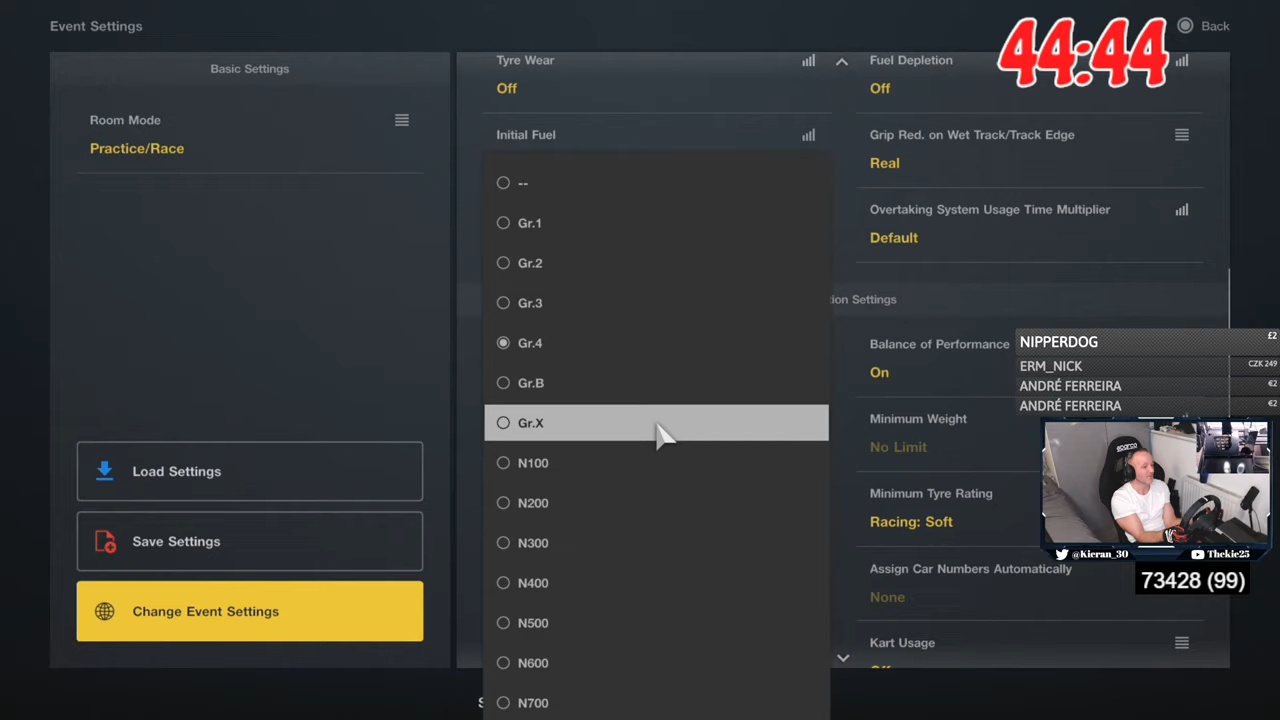 Event Settings
44:44
Back
Basic Settings
Room Mode
Practice/Race
Load Settings
Save Settings
Change Event Settings
Tyre Wear
Off
Initial Fuel
--
Gr.1
Gr.2
Gr.3
Gr.4
Gr.B
Gr.X
N100
N200
N300
N400
N500
N600
N700
Fuel Depletion
Off
Grip Red. on Wet Track/Track Edge
Real
Overtaking System Usage Time Multiplier
Default
ion Settings
Balance of Performance
On
Minimum Weight
No Limit
Minimum Tyre Rating
Racing: Soft
Assign Car Numbers Automatically
None
Kart Usage
NIPPERDOG £2
ERM_NICK CZK 249
ANDRÉ FERREIRA €2
ANDRÉ FERREIRA €2
sparco
@Kieran_30 Thekie25
73428 (99)